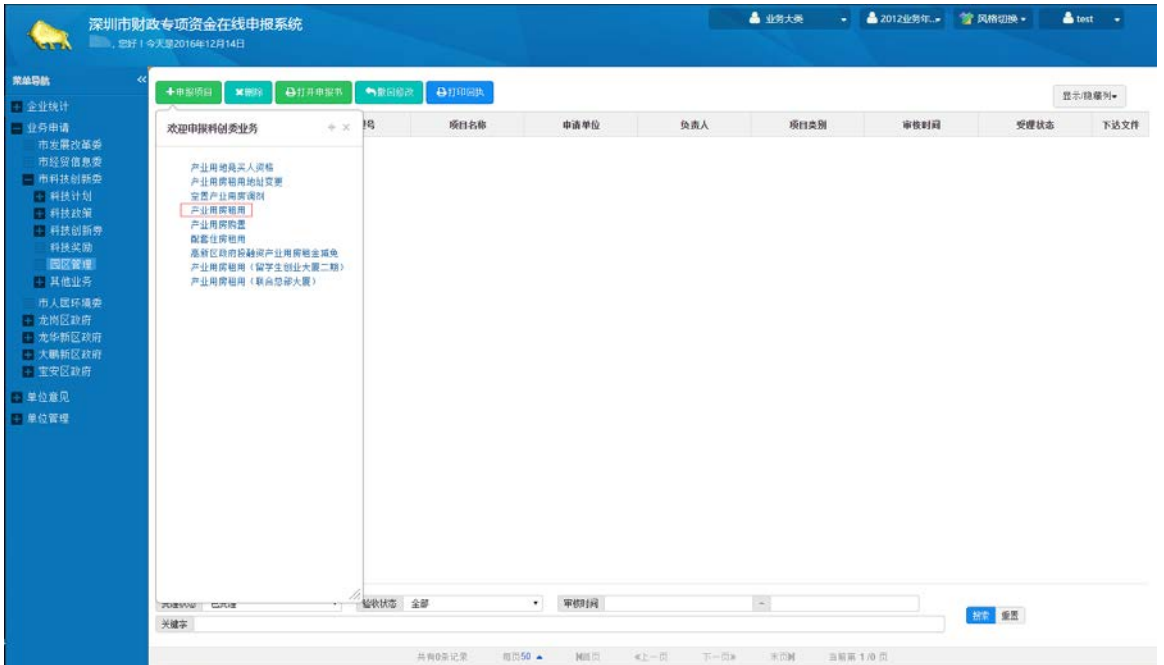 深圳市财政专项资金在线申报系统
，您好！今天是2016年12月14日
业务大类
2012业务年...
风格切换
test
菜单导航
企业统计
业务申请
市发展改革委
市经贸信息委
市科技创新委
科技计划
科技政策
科技创新券
科技奖励
园区管理
其他业务
市人居环境委
龙岗区政府
龙华新区政府
大鹏新区政府
宝安区政府
单位意见
单位管理
申报项目
删除
打开申报书
撤回修改
打印回执
显示/隐藏列
项目名称
申请单位
负责人
项目类别
审核时间
受理状态
下达文件
欢迎申报科创委业务
产业用地竞买人资格
产业用房租用地址变更
空置产业用房调剂
产业用房租用
产业用房购置
配套住房租用
高新区政府投融资产业用房租金减免
产业用房租用（留学生创业大厦二期）
产业用房租用（联合总部大厦）
受理状态 已受理
验收状态 全部
审核时间
-
关键字
搜索 重置
共有0条记录 每页50 首页 «上一页 下一页» 末页 当前第 1 /0 页